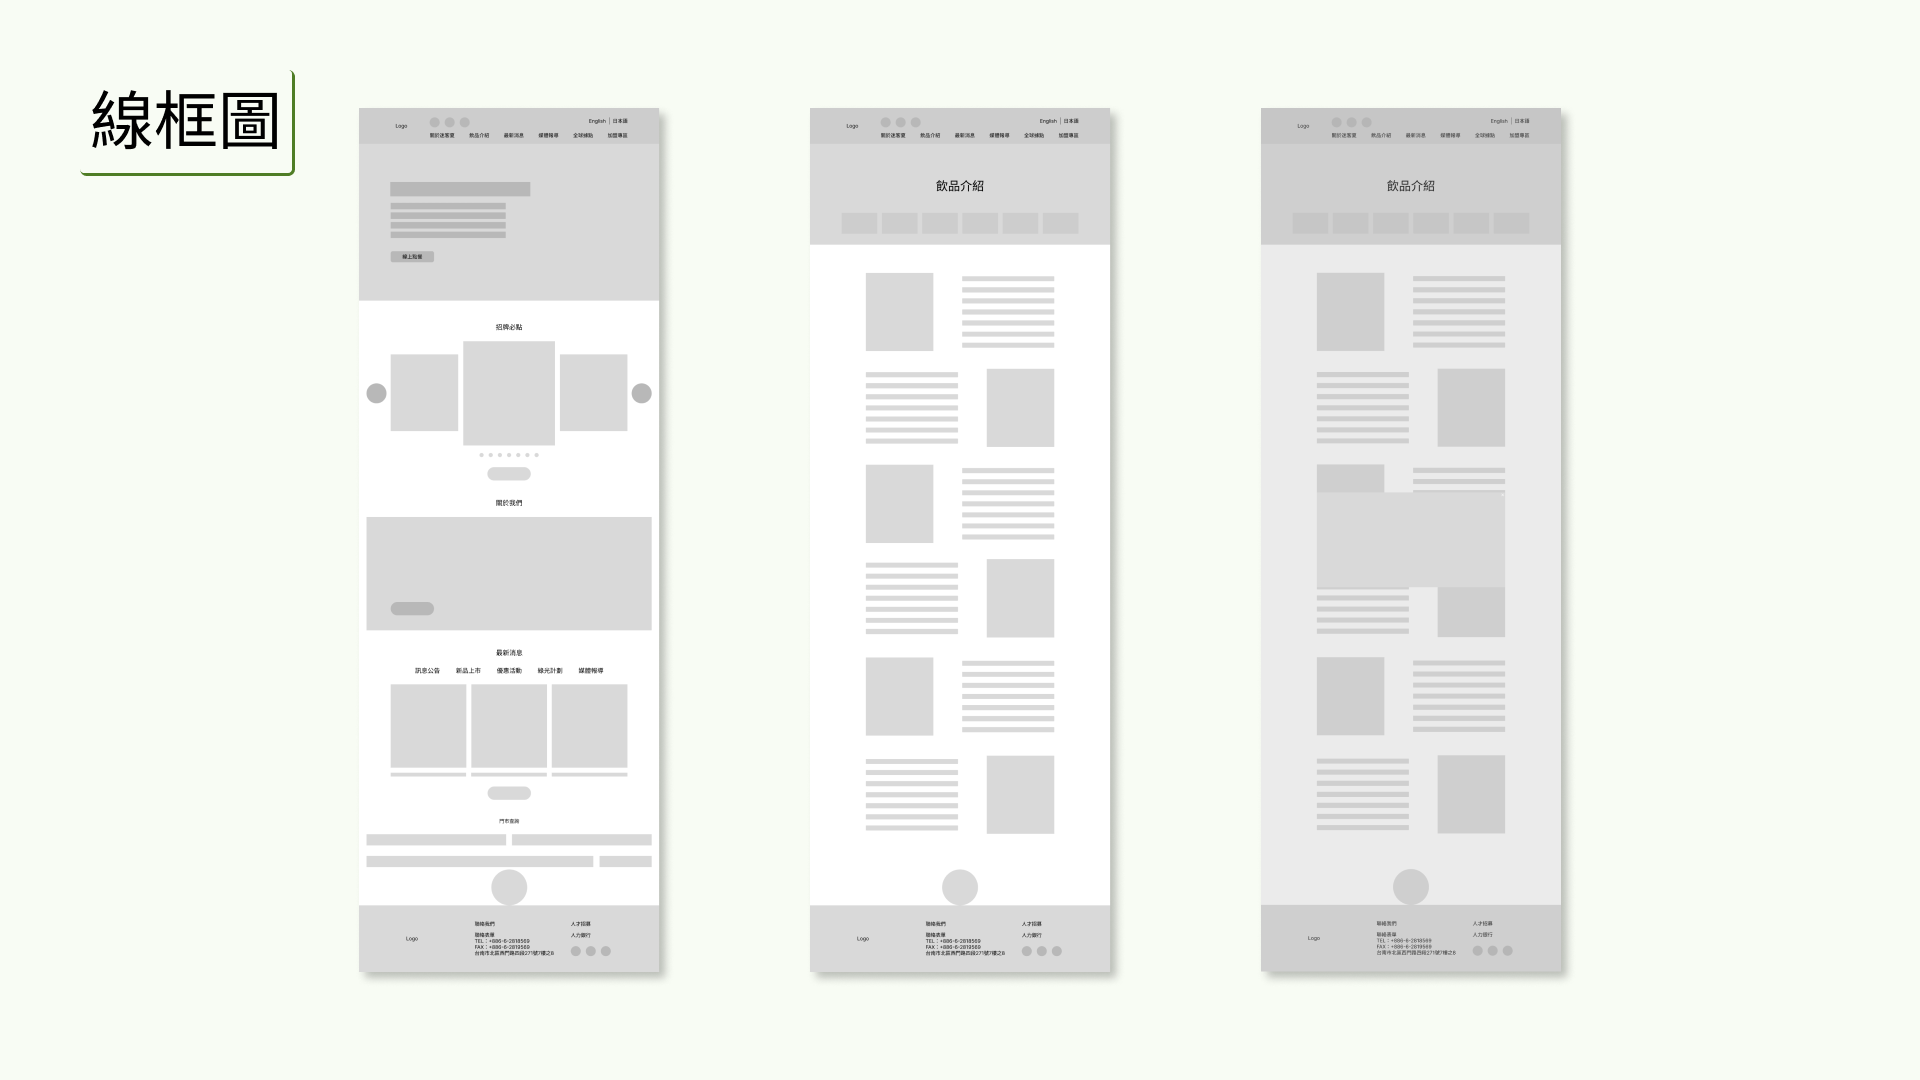 線框圖
Logo
English | 日本語
關於迷客夏 飲品介紹 最新消息 媒體報導 全球據點 加盟專區
線上點餐
招牌必點
關於我們
最新消息
訊息公告 新品上市 優惠活動 綠光計劃 媒體報導
門市查詢
Logo
聯絡我們
聯絡表單
TEL：+886-6-2818569
FAX：+886-6-2819569
台南市北區西門路四段271號7樓之8
人才招募
人力銀行
Logo
English | 日本語
關於迷客夏 飲品介紹 最新消息 媒體報導 全球據點 加盟專區
飲品介紹
Logo
聯絡我們
聯絡表單
TEL：+886-6-2818569
FAX：+886-6-2819569
台南市北區西門路四段271號7樓之8
人才招募
人力銀行
Logo
English | 日本語
關於迷客夏 飲品介紹 最新消息 媒體報導 全球據點 加盟專區
飲品介紹
Logo
聯絡我們
聯絡表單
TEL：+886-6-2818569
FAX：+886-6-2819569
台南市北區西門路四段271號7樓之8
人才招募
人力銀行